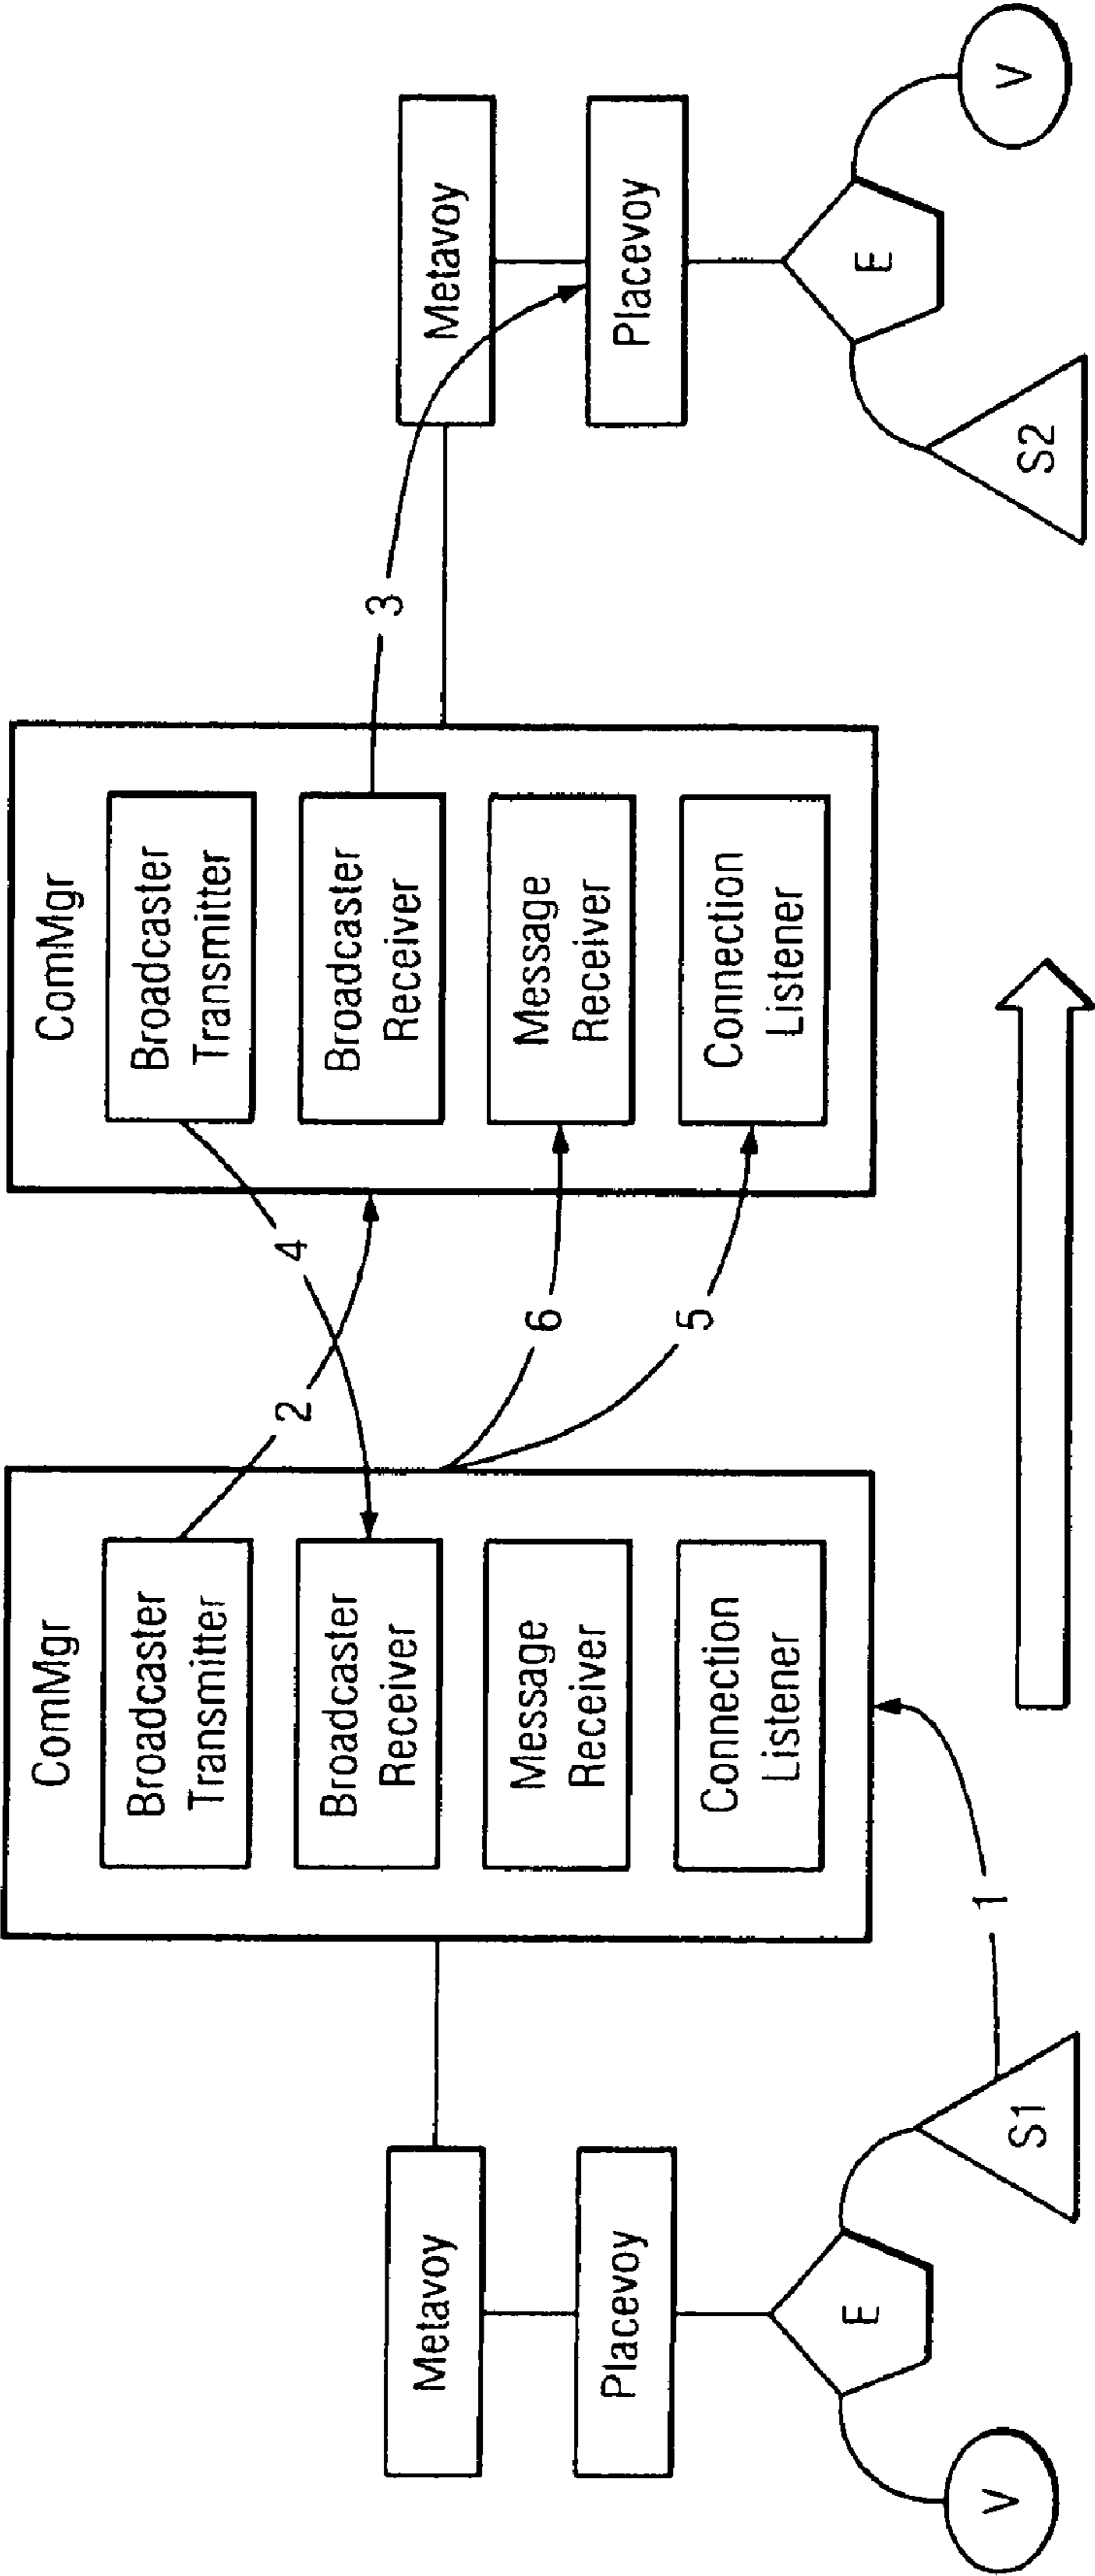 ComMgr
Broadcaster
Transmitter
Broadcaster
Receiver
Message
Receiver
Connection
Listener
Metavoy
Placevoy
E
V
S1
1
2
4
6
5
ComMgr
Broadcaster
Transmitter
Broadcaster
Receiver
Message
Receiver
Connection
Listener
3
Metavoy
Placevoy
E
V
S2